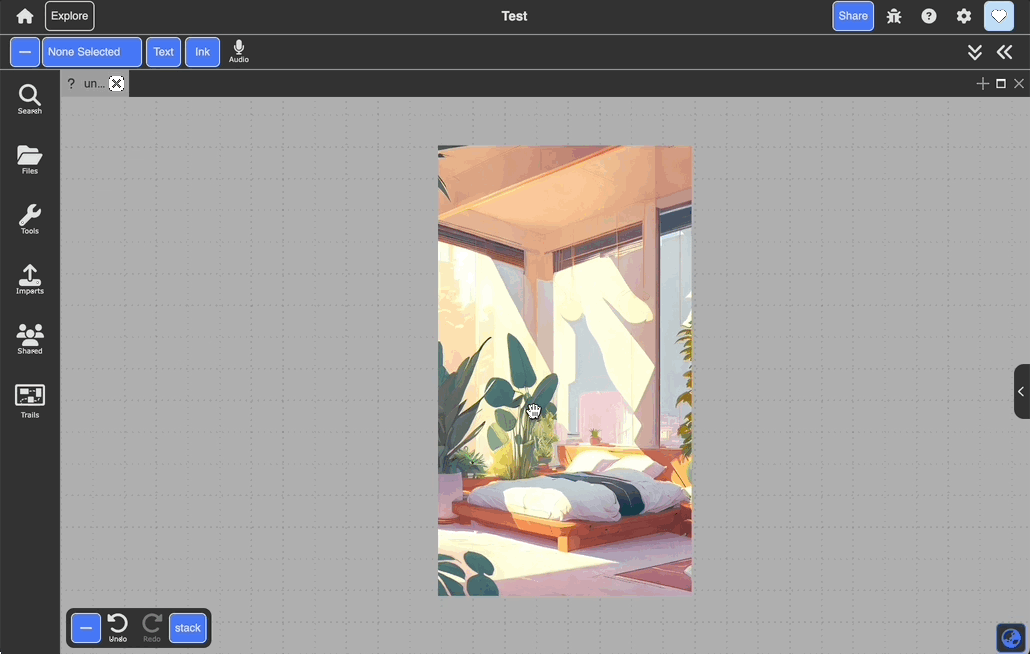 Explore
Test
Share
None Selected
Text
Ink
Audio
? un...
Search
Files
Tools
Imports
Shared
Trails
Undo
Redo
stack